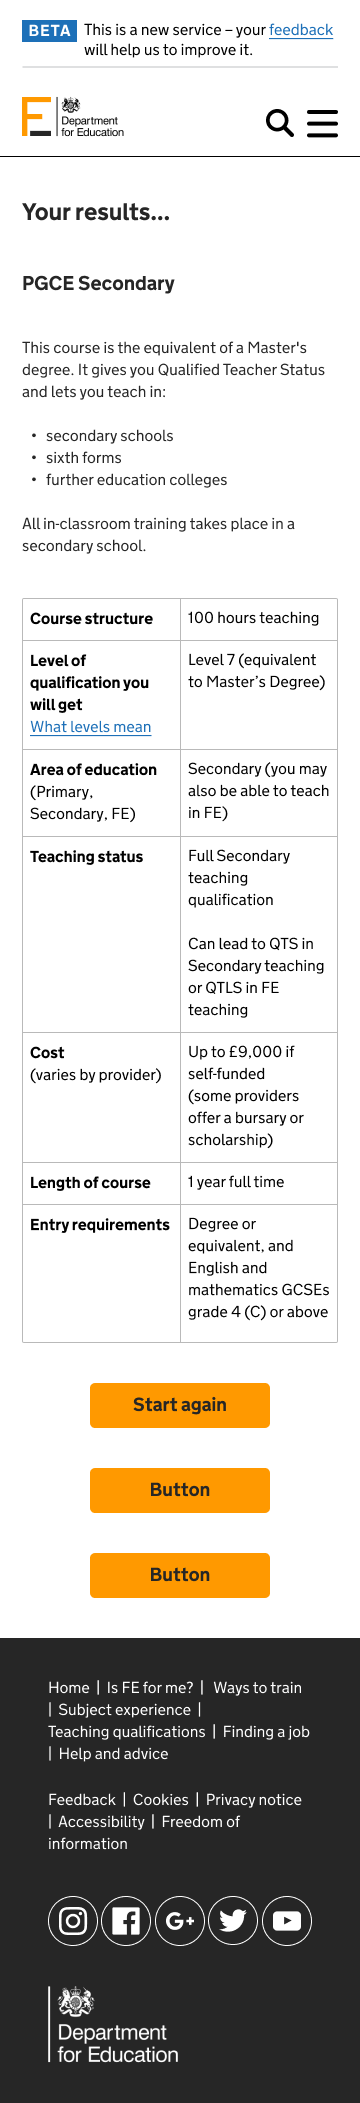 BETA This is a new service – your feedback
will help us to improve it.
Department
for Education
Your results...
PGCE Secondary
This course is the equivalent of a Master's
degree. It gives you Qualified Teacher Status
and lets you teach in:
• secondary schools
• sixth forms
• further education colleges
All in-classroom training takes place in a
secondary school.
Course structure
100 hours teaching
Level of
qualification you
will get
What levels mean
Level 7 (equivalent
to Master’s Degree)
Area of education
(Primary,
Secondary, FE)
Secondary (you may
also be able to teach
in FE)
Teaching status
Full Secondary
teaching
qualification
Can lead to QTS in
Secondary teaching
or QTLS in FE
teaching
Cost
(varies by provider)
Up to £9,000 if
self-funded
(some providers
offer a bursary or
scholarship)
Length of course
1 year full time
Entry requirements
Degree or
equivalent, and
English and
mathematics GCSEs
grade 4 (C) or above
Start again
Button
Button
Home | Is FE for me? | Ways to train
| Subject experience |
Teaching qualifications | Finding a job
| Help and advice
Feedback | Cookies | Privacy notice
| Accessibility | Freedom of
information
G+
Department
for Education